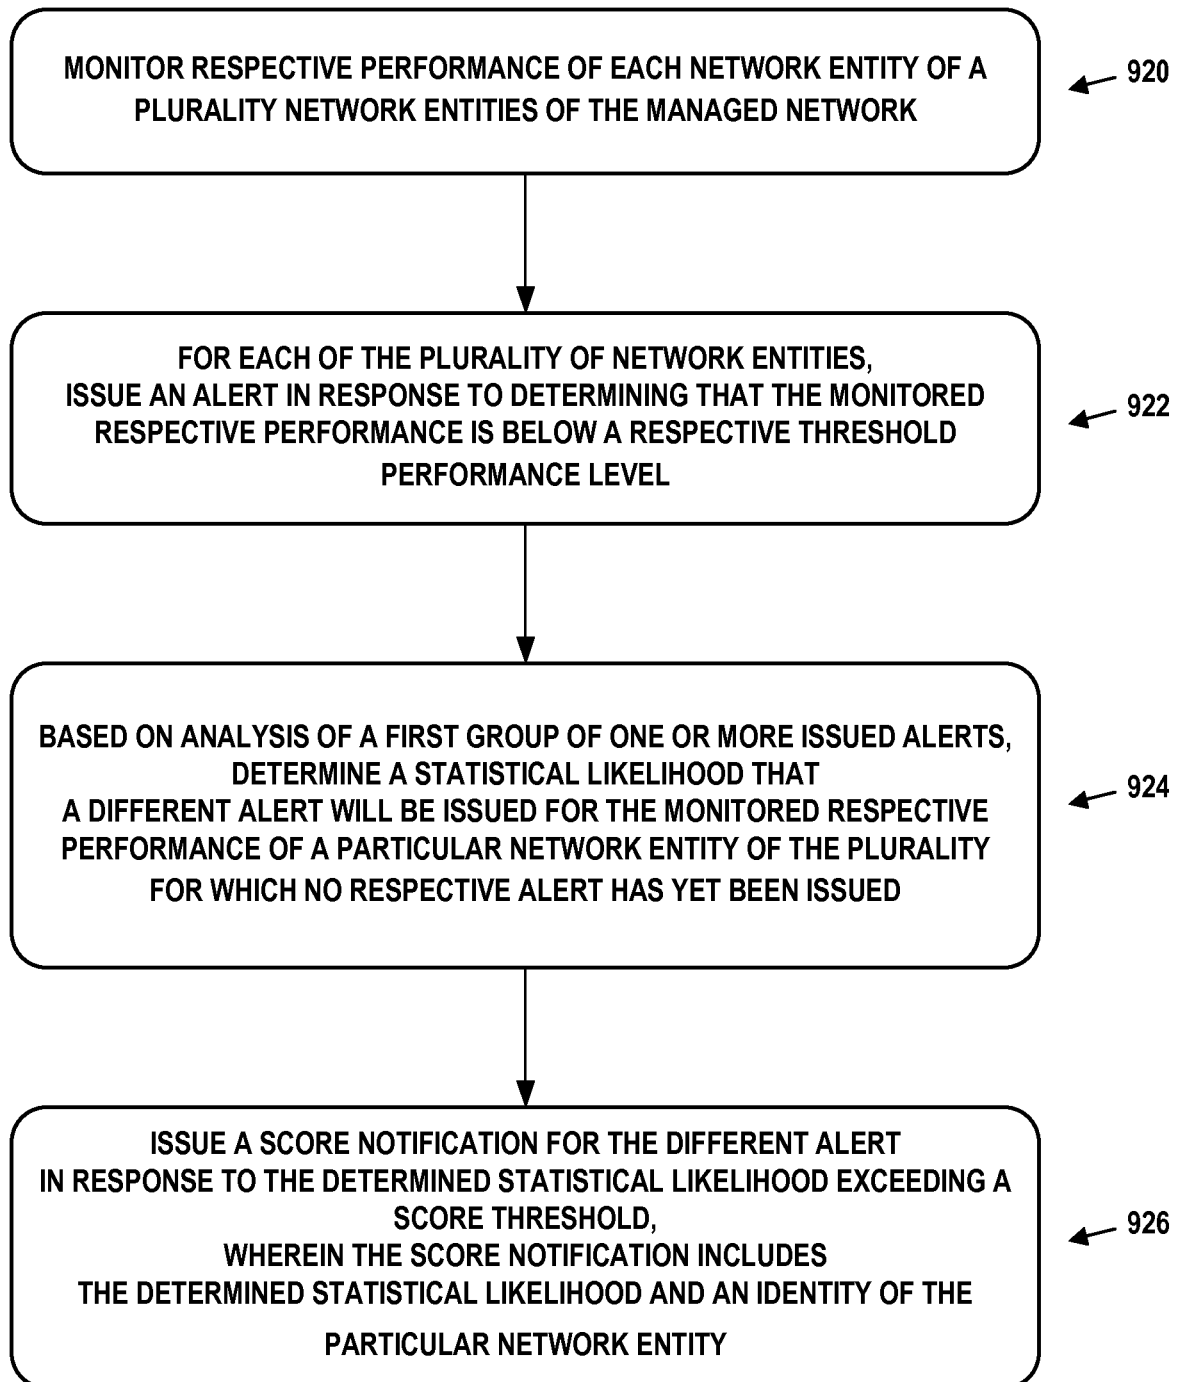 MONITOR RESPECTIVE PERFORMANCE OF EACH NETWORK ENTITY OF A
PLURALITY NETWORK ENTITIES OF THE MANAGED NETWORK
920
FOR EACH OF THE PLURALITY OF NETWORK ENTITIES,
ISSUE AN ALERT IN RESPONSE TO DETERMINING THAT THE MONITORED
RESPECTIVE PERFORMANCE IS BELOW A RESPECTIVE THRESHOLD
PERFORMANCE LEVEL
922
BASED ON ANALYSIS OF A FIRST GROUP OF ONE OR MORE ISSUED ALERTS,
DETERMINE A STATISTICAL LIKELIHOOD THAT
A DIFFERENT ALERT WILL BE ISSUED FOR THE MONITORED RESPECTIVE
PERFORMANCE OF A PARTICULAR NETWORK ENTITY OF THE PLURALITY
FOR WHICH NO RESPECTIVE ALERT HAS YET BEEN ISSUED
924
ISSUE A SCORE NOTIFICATION FOR THE DIFFERENT ALERT
IN RESPONSE TO THE DETERMINED STATISTICAL LIKELIHOOD EXCEEDING A
SCORE THRESHOLD,
WHEREIN THE SCORE NOTIFICATION INCLUDES
THE DETERMINED STATISTICAL LIKELIHOOD AND AN IDENTITY OF THE
PARTICULAR NETWORK ENTITY
926